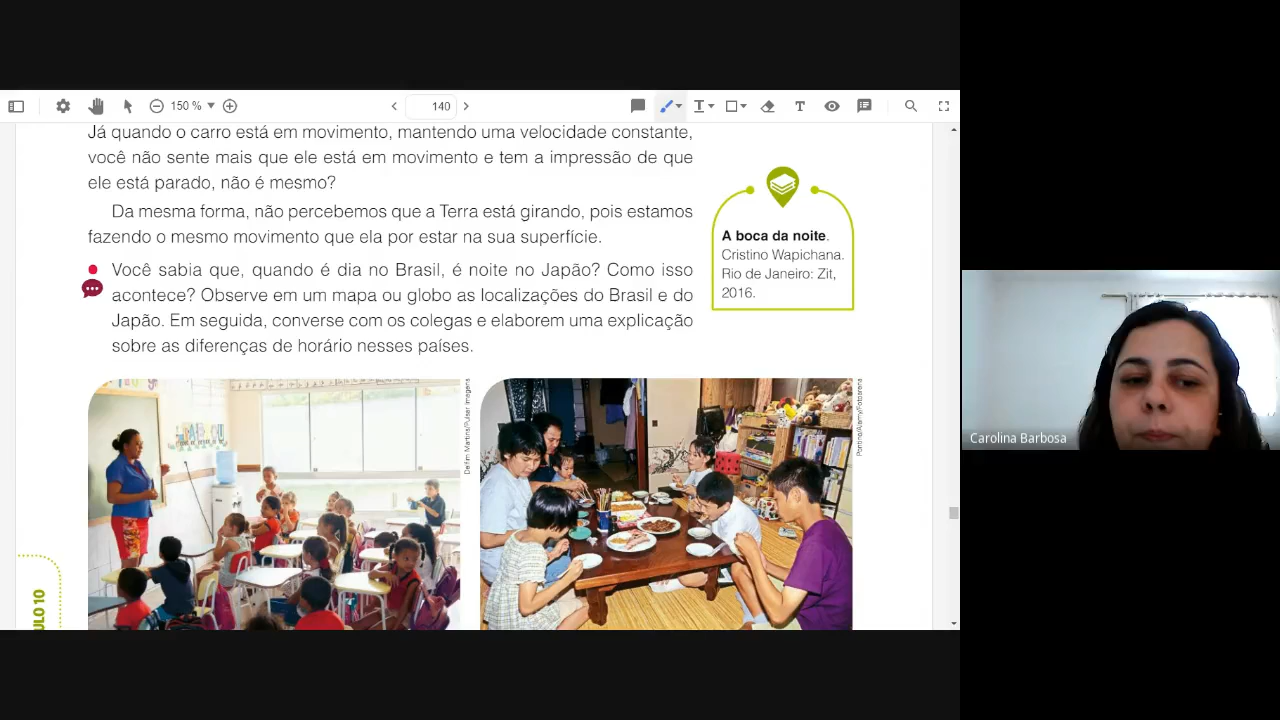 150 %
140
Já quando o carro está em movimento, mantendo uma velocidade constante,
você não sente mais que ele está em movimento e tem a impressão de que
ele está parado, não é mesmo?
Da mesma forma, não percebemos que a Terra está girando, pois estamos
fazendo o mesmo movimento que ela por estar na sua superfície.
Você sabia que, quando é dia no Brasil, é noite no Japão? Como isso
acontece? Observe em um mapa ou globo as localizações do Brasil e do
Japão. Em seguida, converse com os colegas e elaborem uma explicação
sobre as diferenças de horário nesses países.
A boca da noite.
Cristino Wapichana.
Rio de Janeiro: Zit,
2016.
Delfim Martins/Pulsar Imagens
ULO 10
Carolina Barbosa